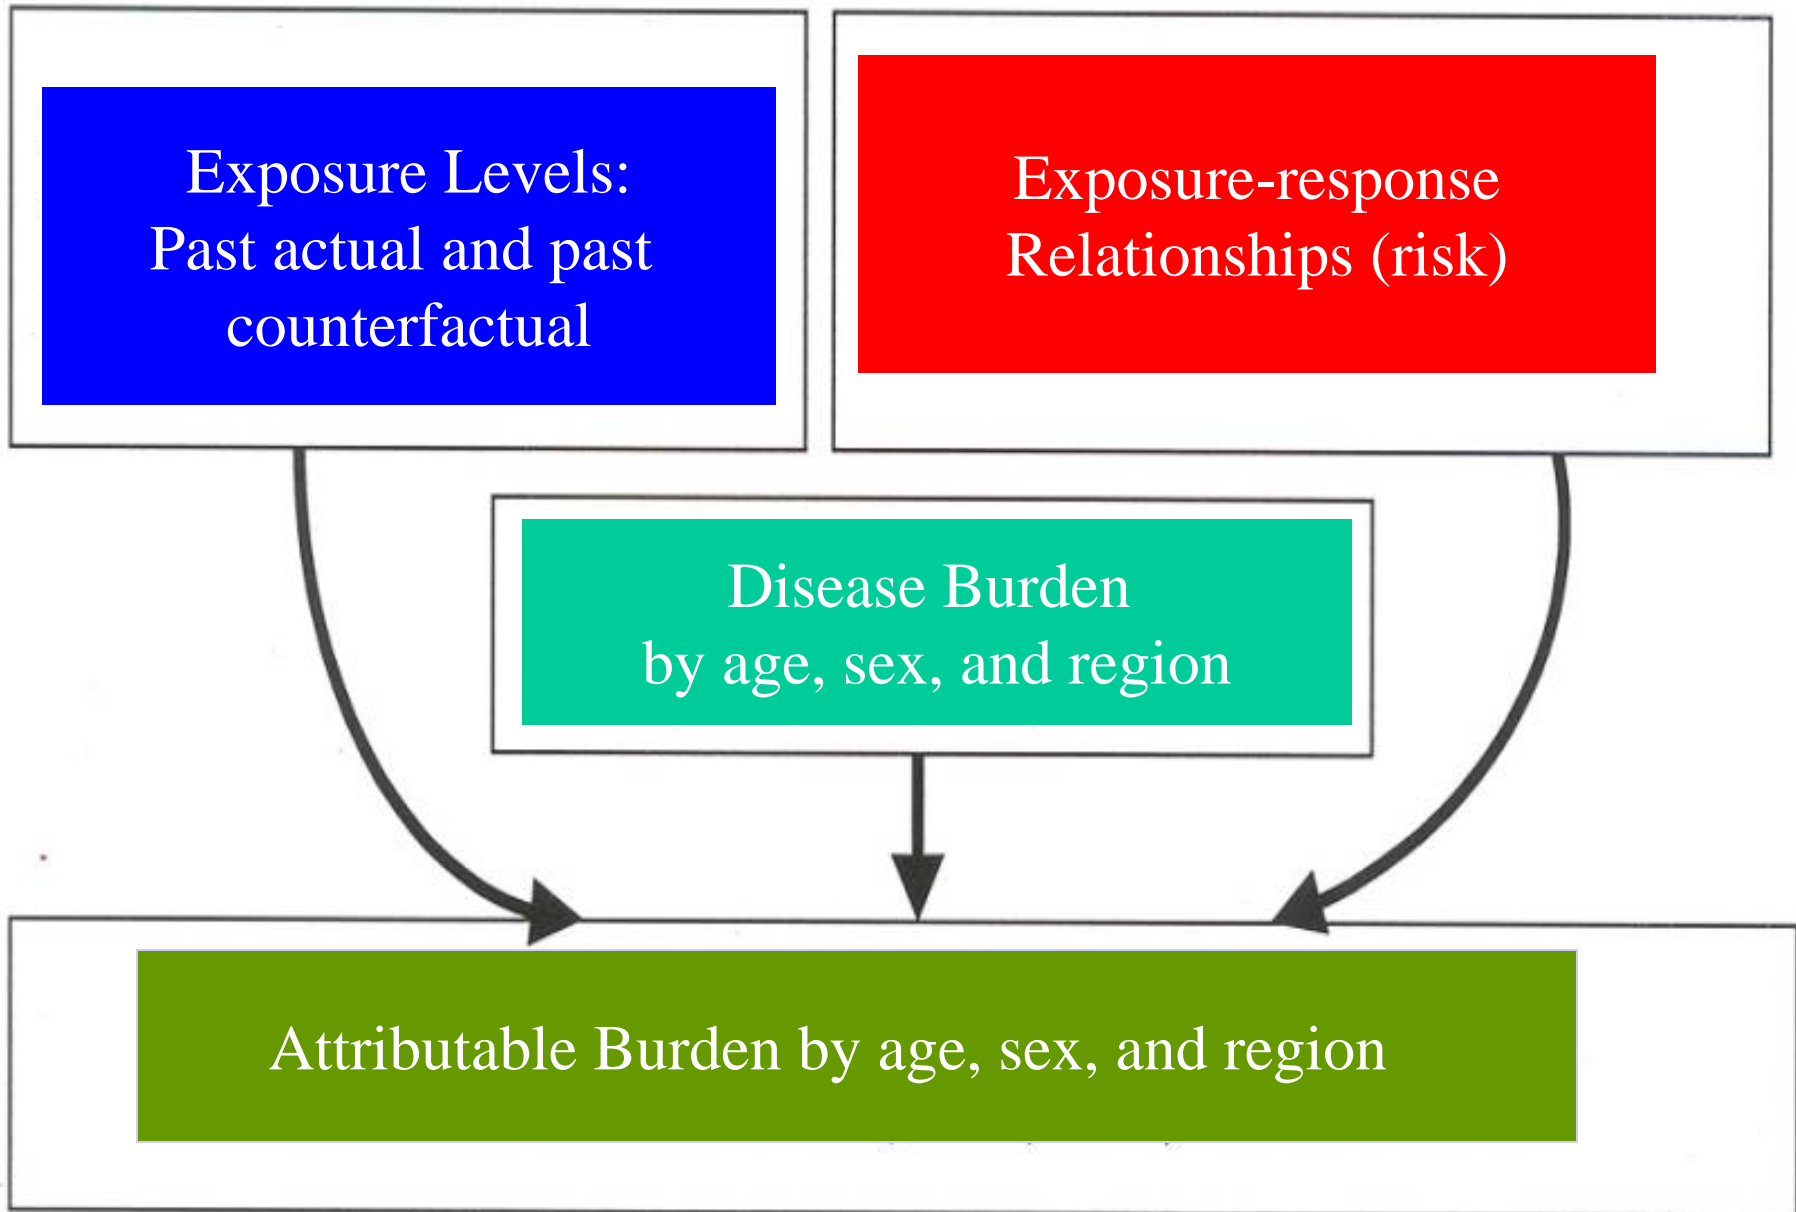 Exposure Levels:
Past actual and past
counterfactual
Exposure-response
Relationships (risk)
Disease Burden
by age, sex, and region
Attributable Burden by age, sex, and region